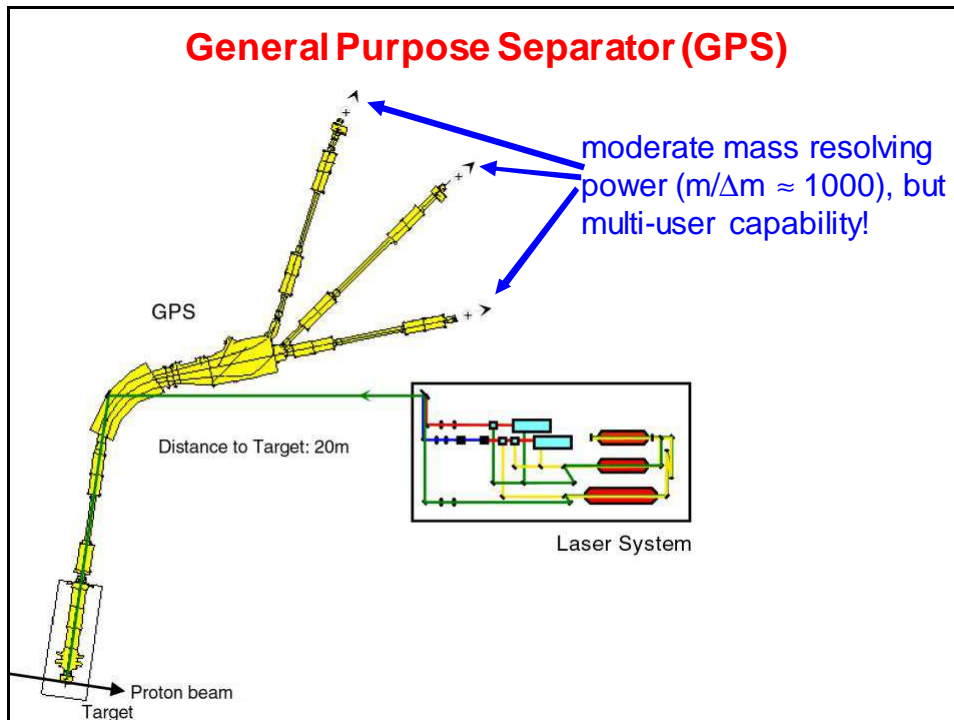 General Purpose Separator (GPS)
moderate mass resolving
power (m/Δm ≈ 1000), but
multi-user capability!
+
+
+
GPS
Distance to Target: 20m
Laser System
Proton beam
Target